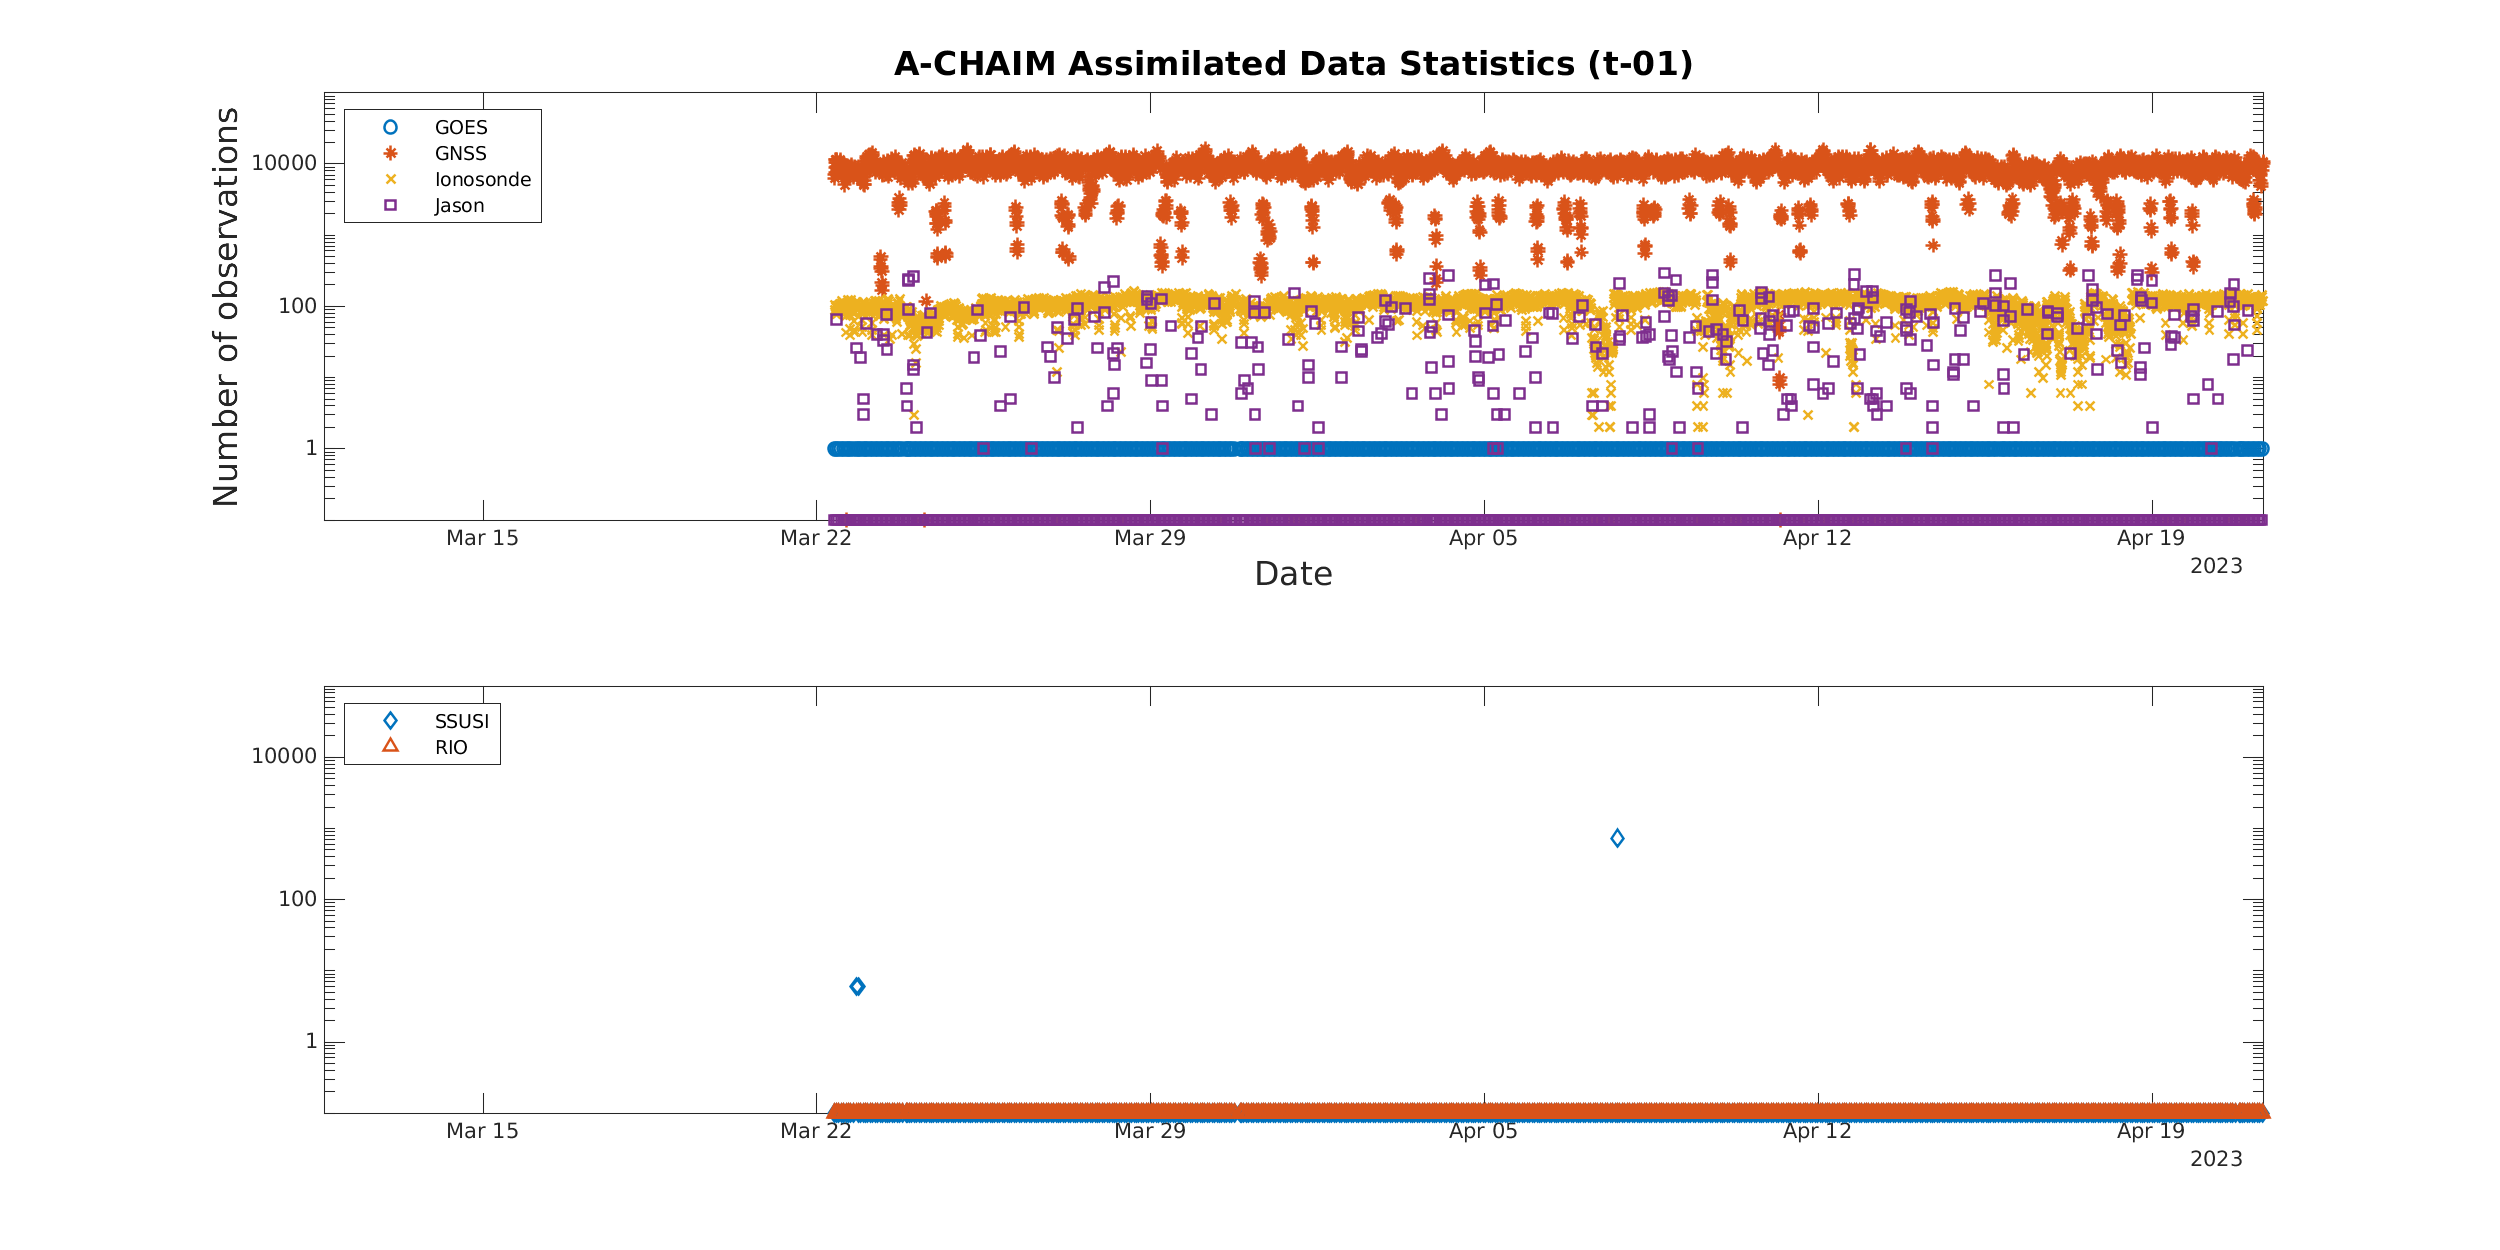 A-CHAIM Assimilated Data Statistics (t-01)
Number of observations
10000
100
1
GOES
GNSS
Ionosonde
Jason
Mar 15
Mar 22
Mar 29
Apr 05
Apr 12
Apr 19
2023
Date
10000
100
1
SSUSI
RIO
Mar 15
Mar 22
Mar 29
Apr 05
Apr 12
Apr 19
2023